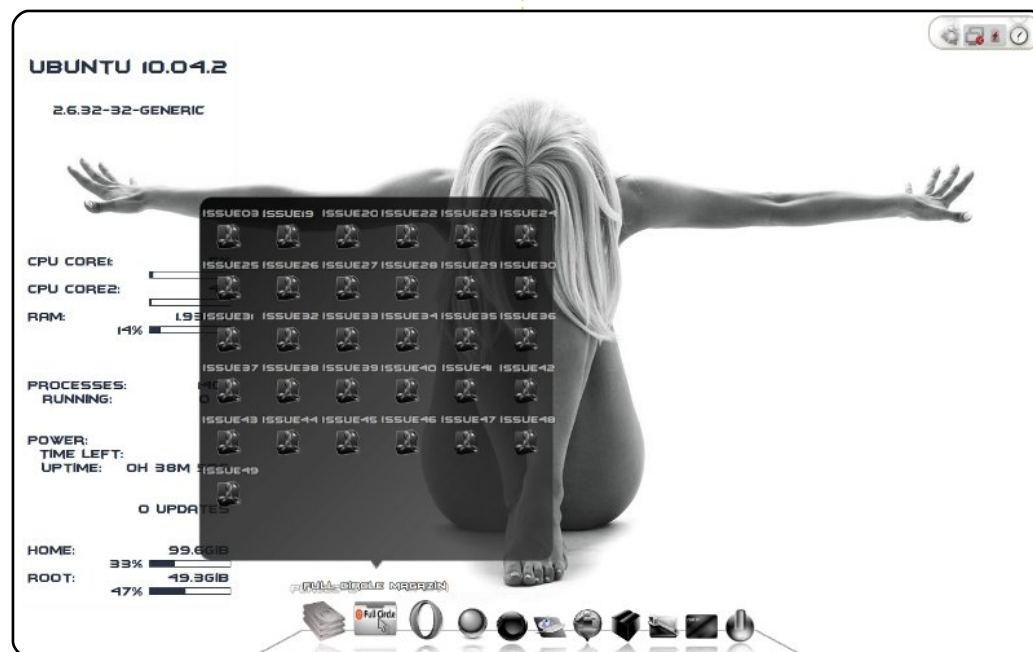 UBUNTU 10.04.2
2.6.32-32-GENERIC
CPU CORE1:
CPU CORE2:
RAM: 1.93
14%
PROCESSES:
RUNNING:
POWER:
TIME LEFT:
UPTIME: 0H 38M
0 UPDATES
HOME: 99.6GIB
33%
ROOT: 49.3GIB
47%
ISSUE03 ISSUE19 ISSUE20 ISSUE22 ISSUE23 ISSUE24
ISSUE25 ISSUE26 ISSUE27 ISSUE28 ISSUE29 ISSUE30
ISSUE31 ISSUE32 ISSUE33 ISSUE34 ISSUE35 ISSUE36
ISSUE37 ISSUE38 ISSUE39 ISSUE40 ISSUE41 ISSUE42
ISSUE43 ISSUE44 ISSUE45 ISSUE46 ISSUE47 ISSUE48
ISSUE49
FULL-CIRCLE MAGAZIN
Full Circle